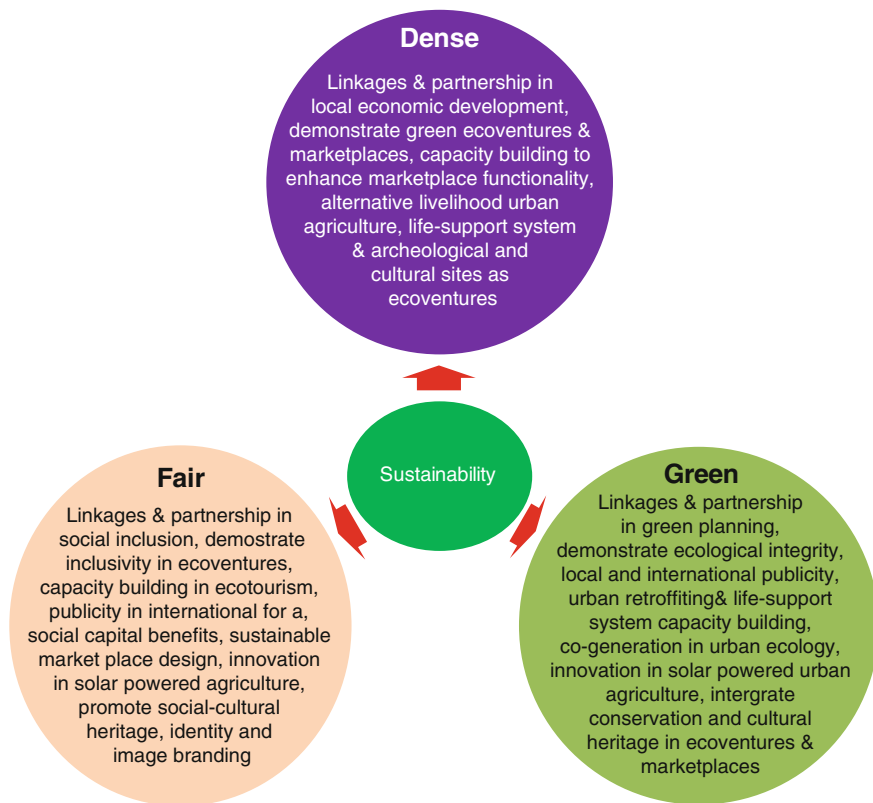 Dense
Linkages & partnership in
local economic development,
demonstrate green ecoventures &
marketplaces, capacity building to
enhance marketplace functionality,
alternative livelihood urban
agriculture, life-support system
& archeological and
cultural sites as
ecoventures
Sustainability
Fair
Linkages & partnership in
social inclusion, demostrate
inclusivity in ecoventures,
capacity building in ecotourism,
publicity in international for a,
social capital benefits, sustainable
market place design, innovation
in solar powered agriculture,
promote social-cultural
heritage, identity and
image branding
Green
Linkages & partnership
in green planning,
demonstrate ecological integrity,
local and international publicity,
urban retroffiting& life-support
system capacity building,
co-generation in urban ecology,
innovation in solar powered urban
agriculture, intergrate
conservation and cultural
heritage in ecoventures &
marketplaces